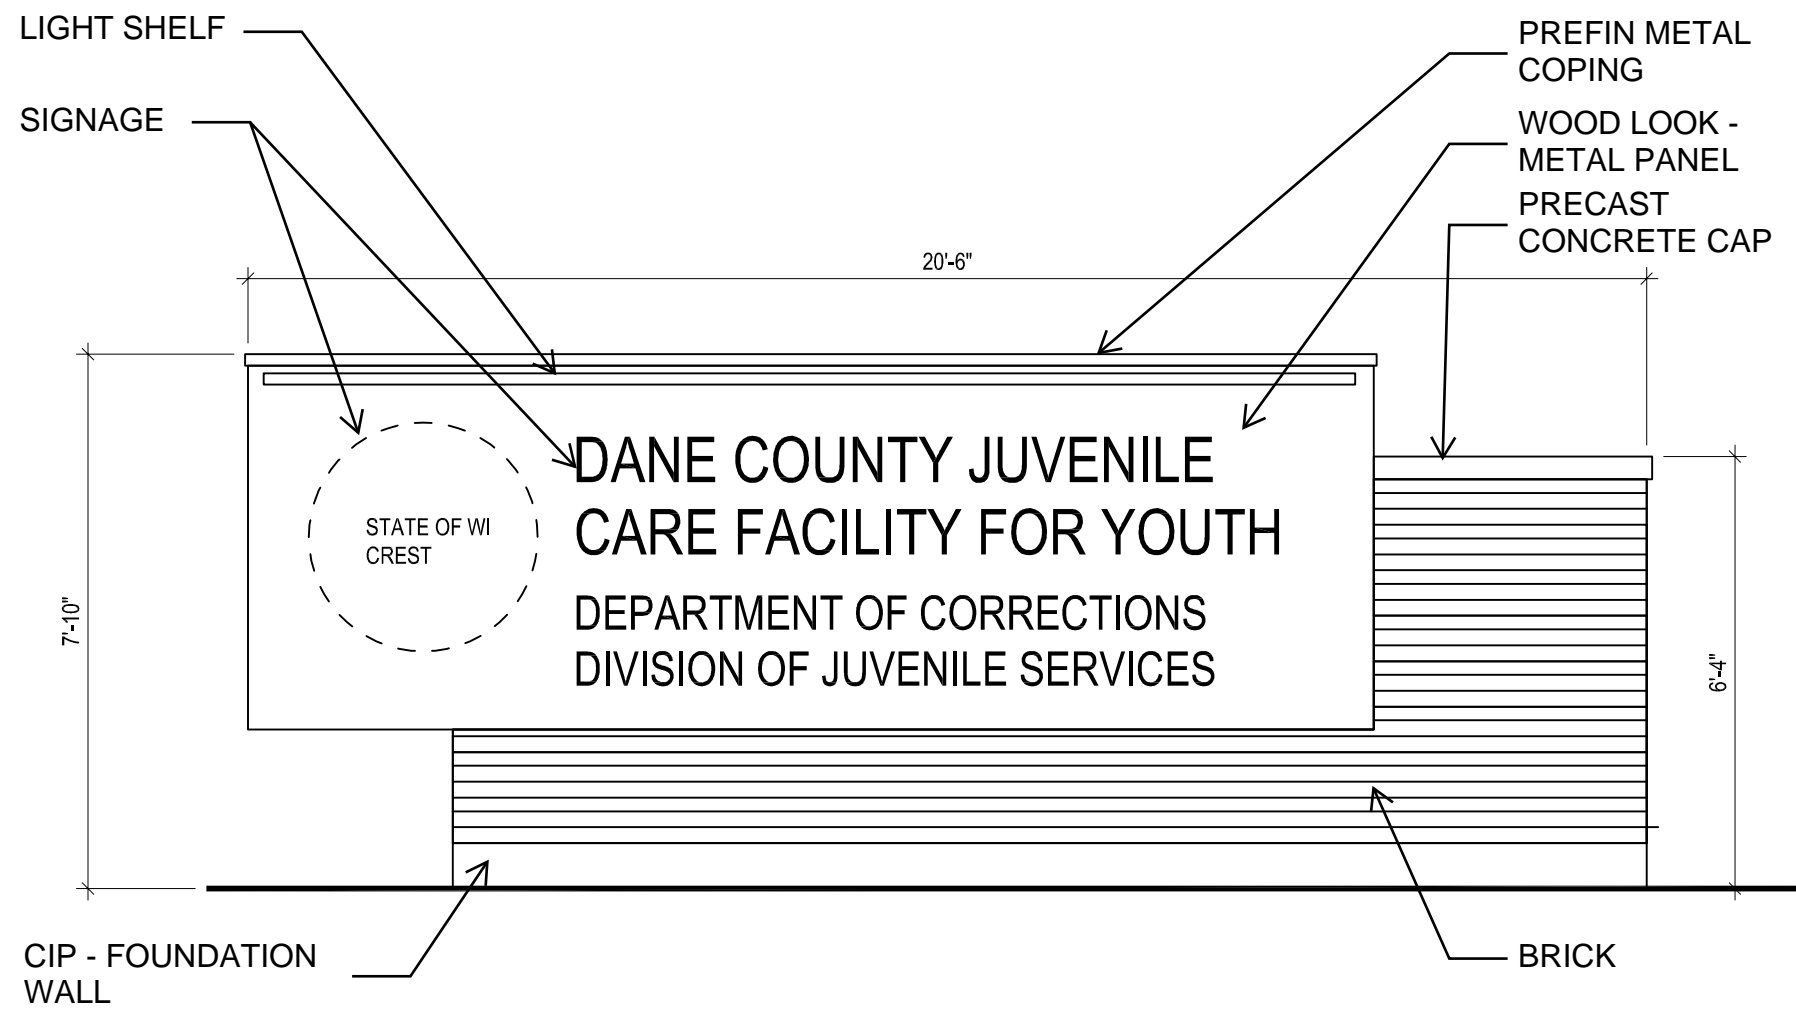 LIGHT SHELF
SIGNAGE
PREFIN METAL
COPING
WOOD LOOK -
METAL PANEL
PRECAST
CONCRETE CAP
20'-6"
DANE COUNTY JUVENILE
CARE FACILITY FOR YOUTH
DEPARTMENT OF CORRECTIONS
DIVISION OF JUVENILE SERVICES
STATE OF WI
CREST
7'-10"
6'-4"
CIP - FOUNDATION
WALL
BRICK